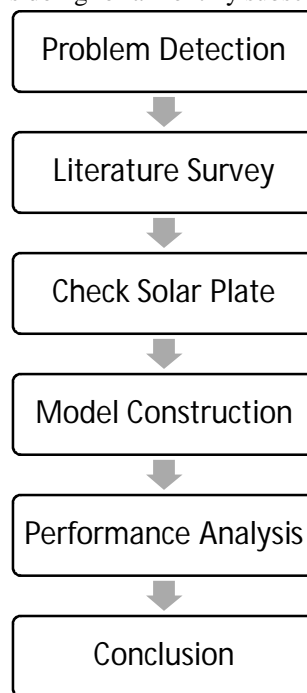 Problem Detection
Literature Survey
Check Solar Plate
Model Construction
Performance Analysis
Conclusion